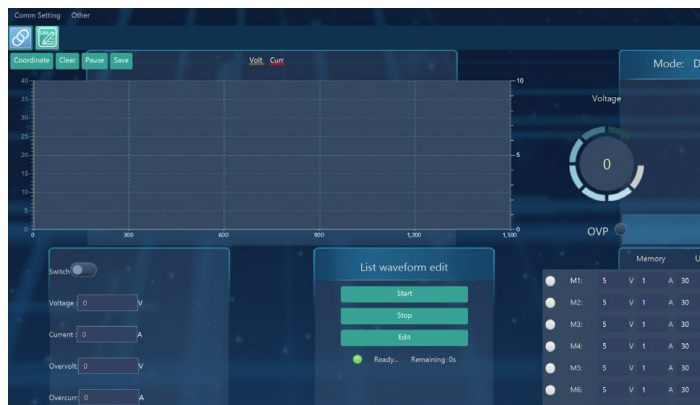 Comm Setting Other
Coordinate Clear Pause Save
Volt Curr
Mode: D
40
35
30
25
20
15
10
5
0
10
5
0
0 300 600 900 1,200 1,500
Voltage
0
OVP
Switch
Voltage : 0 V
Current : 0 A
Overvolt: 0 V
Overcurr: 0 A
List waveform edit
Start
Stop
Edit
Ready... Remaining :0s
Memory U
M1: 5 V 1 A 30
M2: 5 V 1 A 30
M3: 5 V 1 A 30
M4: 5 V 1 A 30
M5: 5 V 1 A 30
M6: 5 V 1 A 30